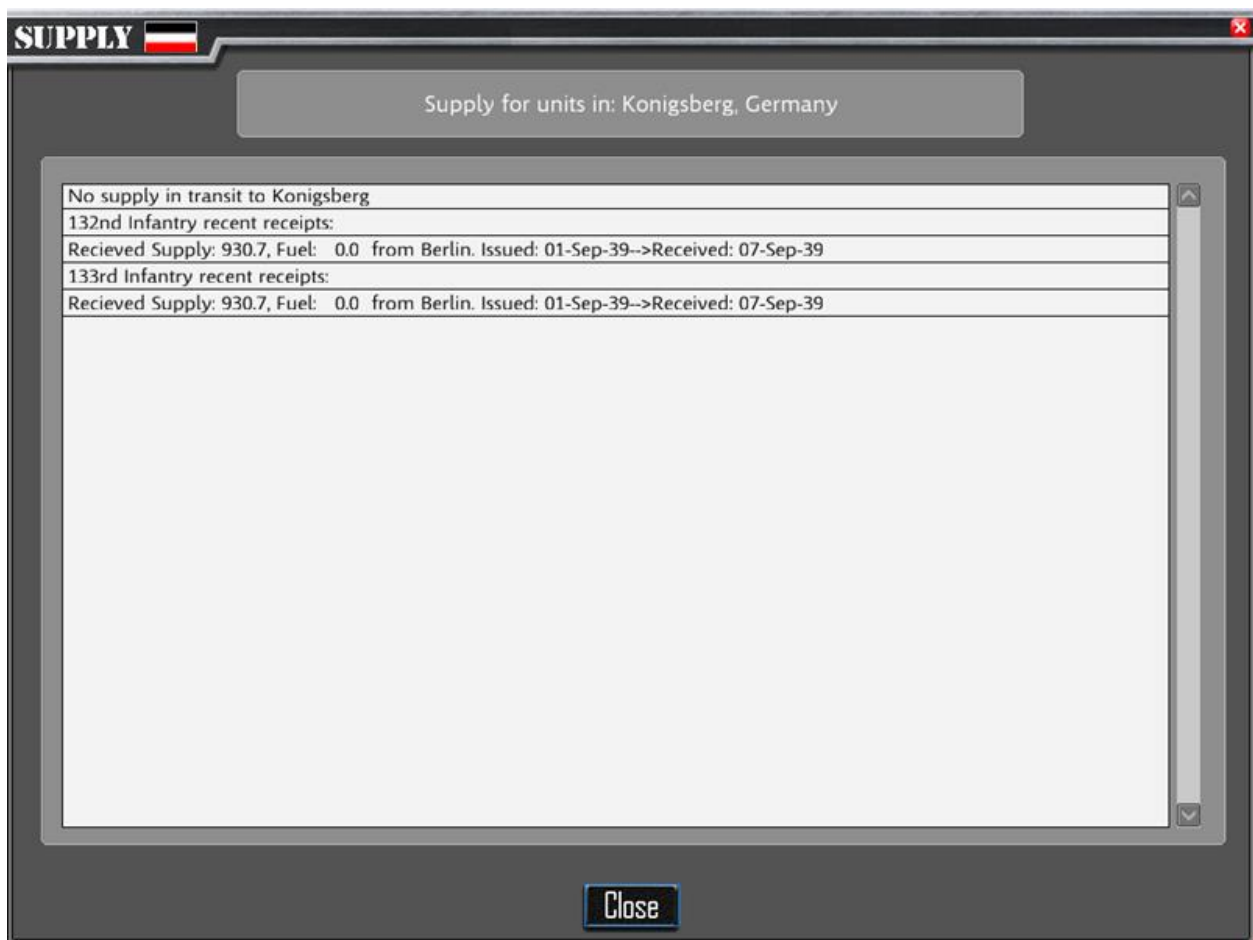 SUPPLY
Supply for units in: Konigsberg, Germany
No supply in transit to Konigsberg
132nd Infantry recent receipts:
Recieved Supply: 930.7, Fuel: 0.0 from Berlin. Issued: 01-Sep-39-->Received: 07-Sep-39
133rd Infantry recent receipts:
Recieved Supply: 930.7, Fuel: 0.0 from Berlin. Issued: 01-Sep-39-->Received: 07-Sep-39
Close